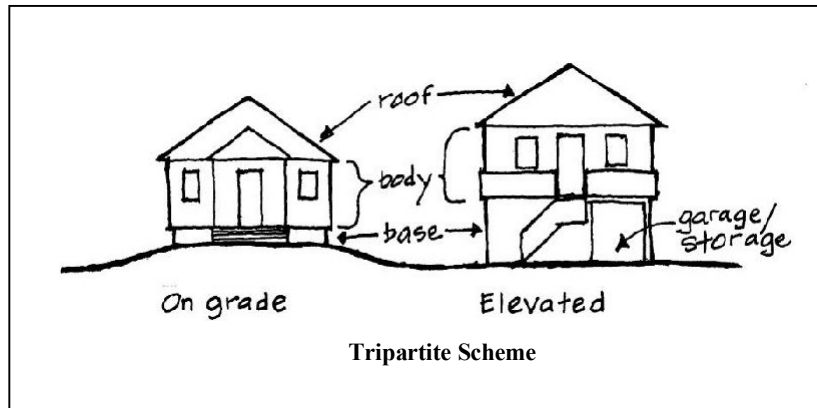 roof
body
base
garage/
storage
On grade
Elevated
Tripartite Scheme